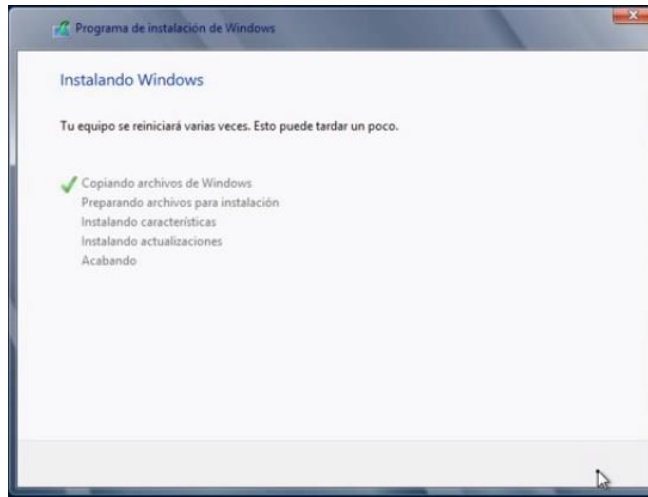 Programa de instalación de Windows
Instalando Windows
Tu equipo se reiniciará varias veces. Esto puede tardar un poco.
Copiando archivos de Windows
Preparando archivos para instalación
Instalando características
Instalando actualizaciones
Acabando